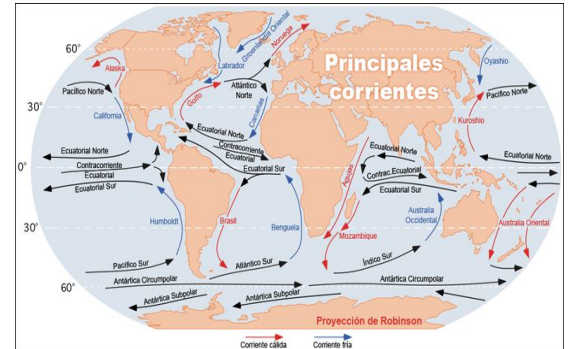 Principales
corrientes
60°
30°
0°
30°
60°
Alaska
Pacífico Norte
California
Labrador
Groenlandia Oriental
Noruega
Golfo
Atlántico
Norte
Canarias
Oyashio
Pacífico Norte
Kuroshio
Ecuatorial Norte
Contracorriente
Ecuatorial
Ecuatorial Sur
Ecuatorial Norte
Contracorriente
Ecuatorial
Ecuatorial Sur
Agujas
Ecuatorial Norte
Contrac.Ecuatorial
Ecuatorial Sur
Ecuatorial Norte
Humboldt
Brasil
Benguela
Mozambique
Australia
Occidental
Australia Oriental
Pacífico Sur
Atlántico Sur
Índico Sur
Antártica Circumpolar
Antártica Circumpolar
Antártica Subpolar
Antártica Subpolar
Proyección de Robinson
Corriente cálida
Corriente fría